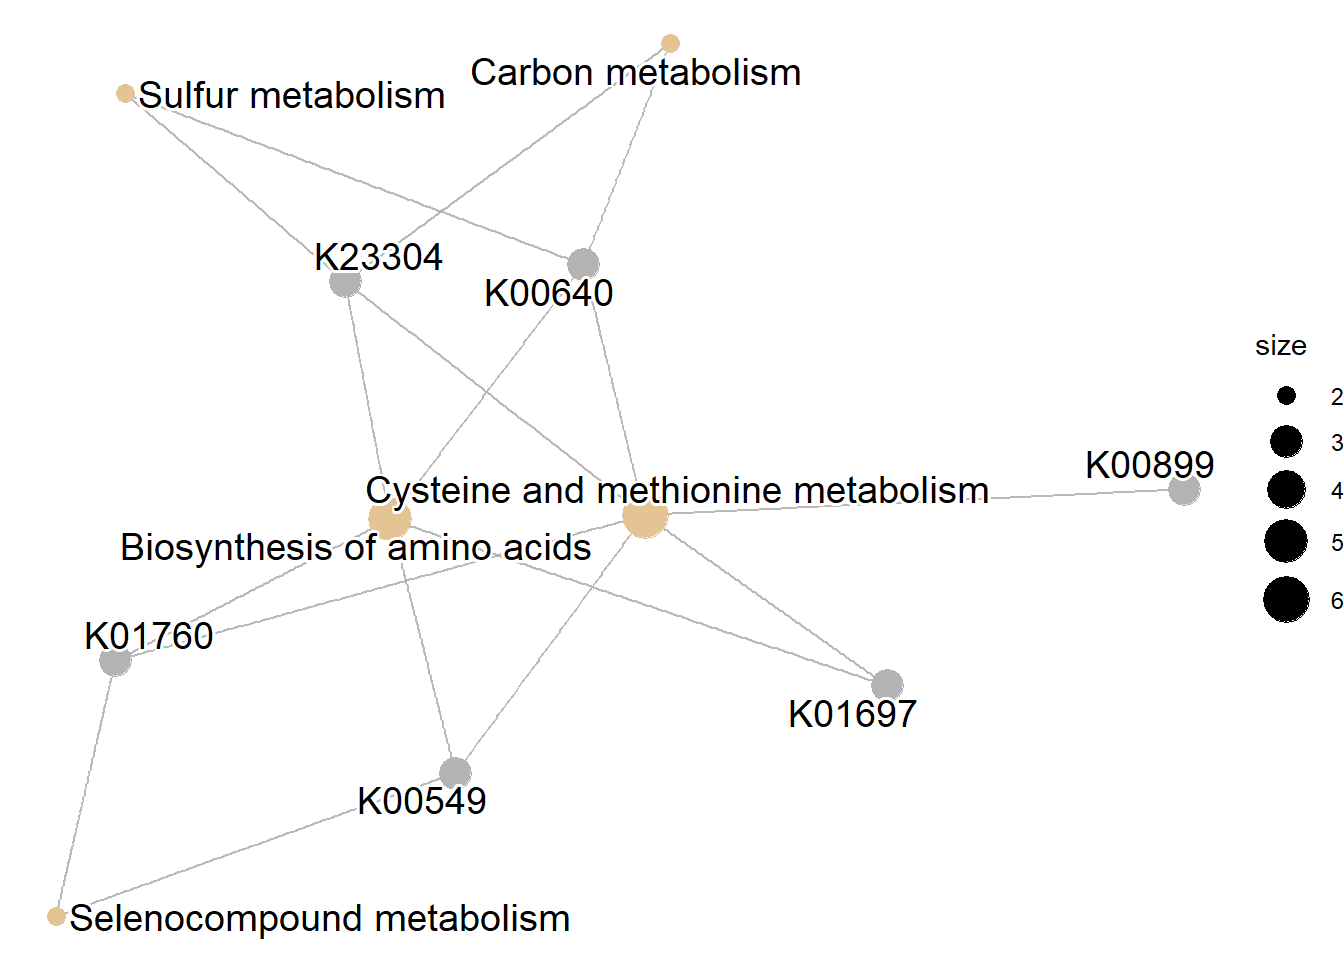 Carbon metabolism
Sulfur metabolism
K23304
K00640
size
2
3
4
5
6
K00899
Cysteine and methionine metabolism
Biosynthesis of amino acids
K01760
K01697
K00549
Selenocompound metabolism